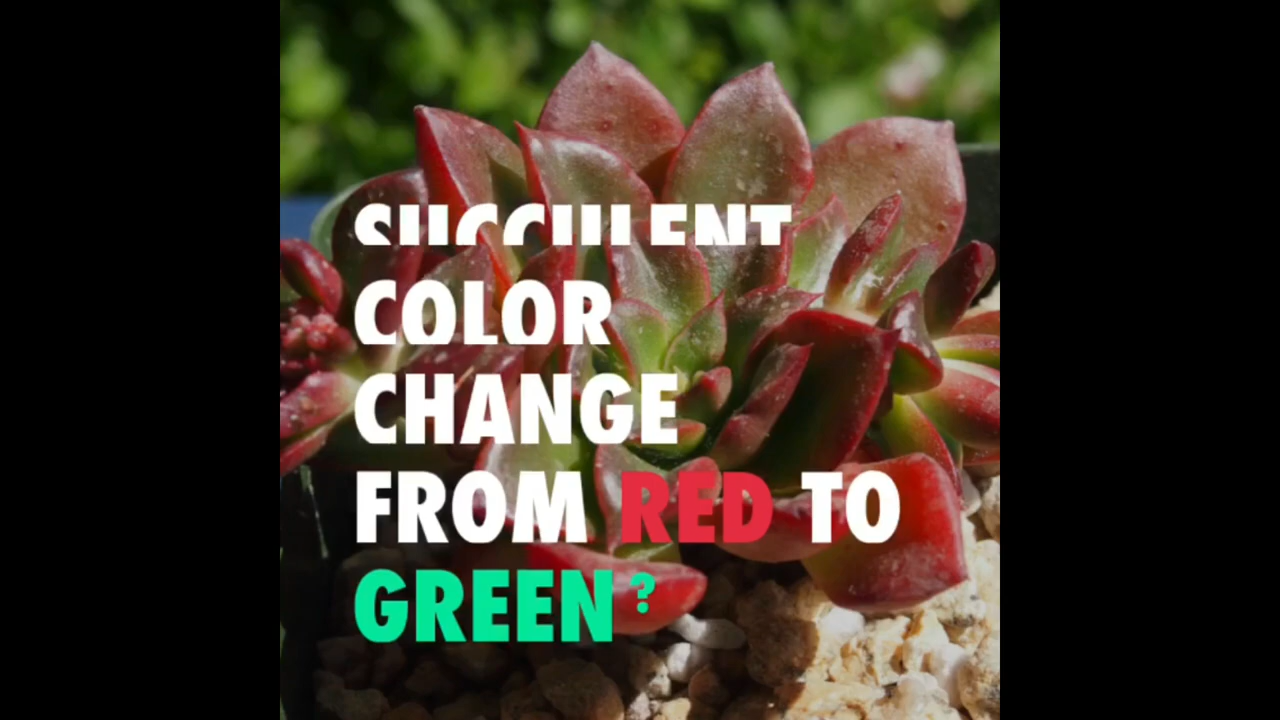 SUCCULENT
COLOR
CHANGE
FROM RED TO
GREEN?